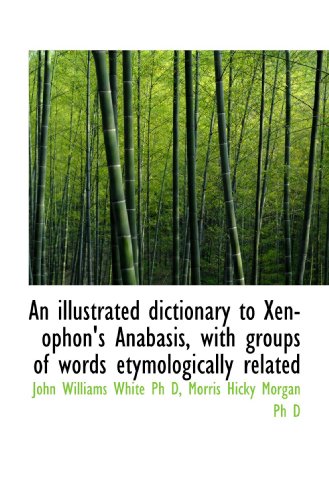 An illustrated dictionary to Xen-
ophon's Anabasis, with groups
of words etymologically related
John Williams White Ph D, Morris Hicky Morgan
Ph D